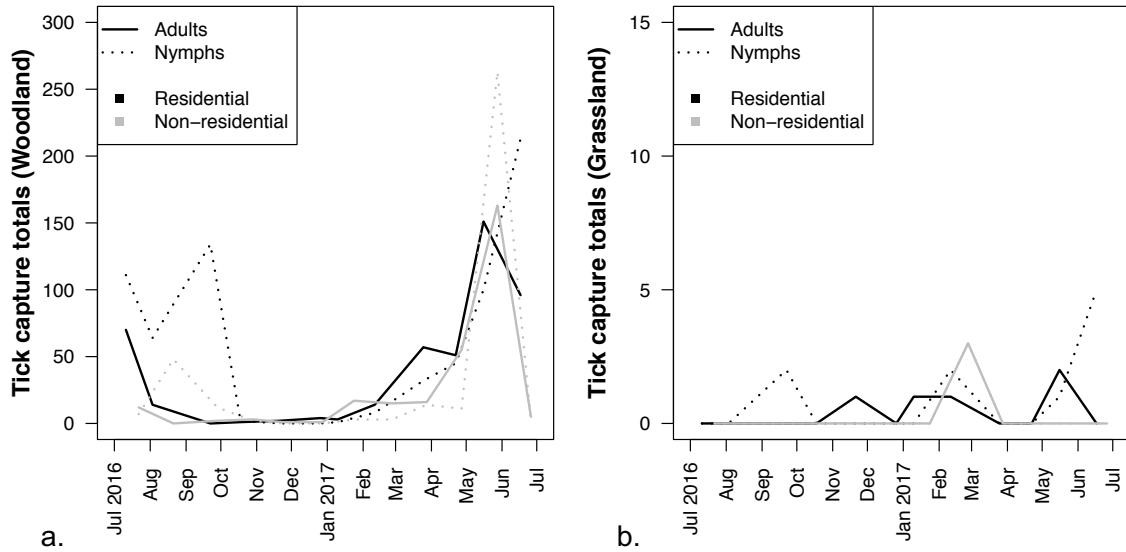 Tick capture totals (Woodland)
300
250
200
150
100
50
0
Adults
Nymphs
Residential
Non−residential
Jul 2016
Aug
Sep
Oct
Nov
Dec
Jan 2017
Feb
Mar
Apr
May
Jun
Jul
a.
Tick capture totals (Grassland)
15
10
5
0
Adults
Nymphs
Residential
Non−residential
Jul 2016
Aug
Sep
Oct
Nov
Dec
Jan 2017
Feb
Mar
Apr
May
Jun
Jul
b.